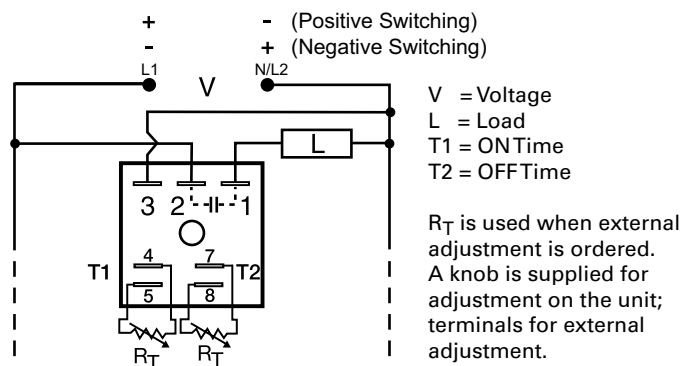 + - (Positive Switching)
- + (Negative Switching)
L1 V N/L2
V = Voltage
L = Load
T1 = ON Time
T2 = OFF Time
L
3 2 1
4 7
T1 T2
5 8
RT RT
RT is used when external
adjustment is ordered.
A knob is supplied for
adjustment on the unit;
terminals for external
adjustment.